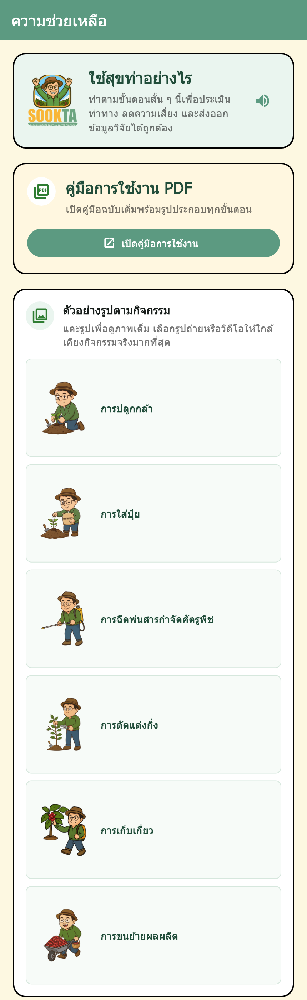 ความช่วยเหลือ
ใช้สุขท่าอย่างไร
ทำตามขั้นตอนสั้น ๆ นี้เพื่อประเมิน
ท่าทาง ลดความเสี่ยง และส่งออก
ข้อมูลวิจัยได้ถูกต้อง
SOOKTA
ERGO RISK GUIDE FOR THAI COFFEE FARMERS
PDF
คู่มือการใช้งาน PDF
เปิดคู่มือฉบับเต็มพร้อมรูปประกอบทุกขั้นตอน
เปิดคู่มือการใช้งาน
ตัวอย่างรูปตามกิจกรรม
แตะรูปเพื่อดูภาพเต็ม เลือกรูปถ่ายหรือวิดีโอให้ใกล้
เคียงกิจกรรมจริงมากที่สุด
การปลูกกล้า
การใส่ปุ๋ย
FERTILIZER
การฉีดพ่นสารกำจัดศัตรูพืช
การตัดแต่งกิ่ง
การเก็บเกี่ยว
การขนย้ายผลผลิต